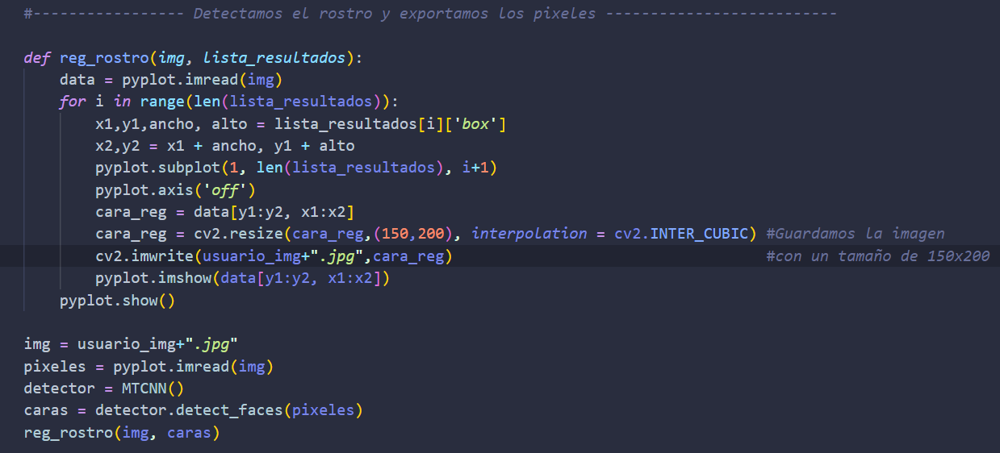 #----------------- Detectamos el rostro y exportamos los pixeles --------------------------
def reg_rostro(img, lista_resultados):
    data = pyplot.imread(img)
    for i in range(len(lista_resultados)):
        x1,y1,ancho, alto = lista_resultados[i]['box']
        x2,y2 = x1 + ancho, y1 + alto
        pyplot.subplot(1, len(lista_resultados), i+1)
        pyplot.axis('off')
        cara_reg = data[y1:y2, x1:x2]
        cara_reg = cv2.resize(cara_reg,(150,200), interpolation = cv2.INTER_CUBIC) #Guardamos la imagen
        cv2.imwrite(usuario_img+".jpg",cara_reg)                                   #con un tamaño de 150x200
        pyplot.imshow(data[y1:y2, x1:x2])
    pyplot.show()
img = usuario_img+".jpg"
pixeles = pyplot.imread(img)
detector = MTCNN()
caras = detector.detect_faces(pixeles)
reg_rostro(img, caras)